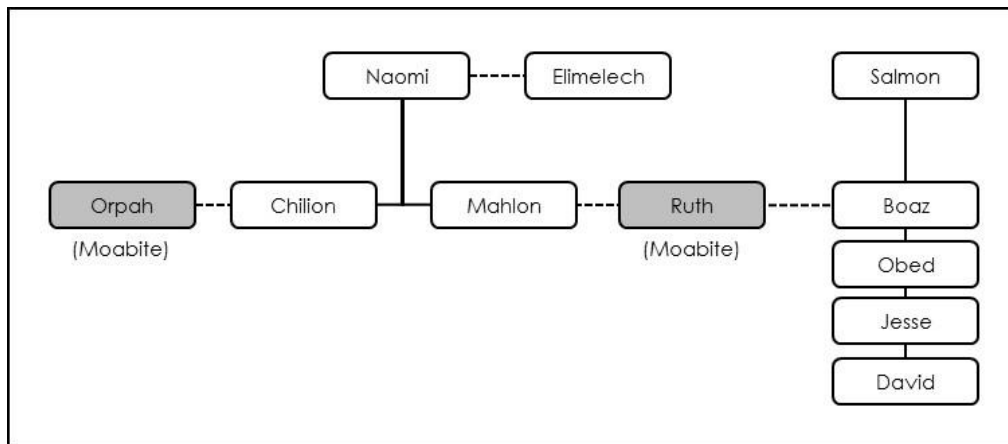 Naomi Elimelech Salmon
Orpah Chilion Mahlon Ruth Boaz
(Moabite) (Moabite)
Obed
Jesse
David